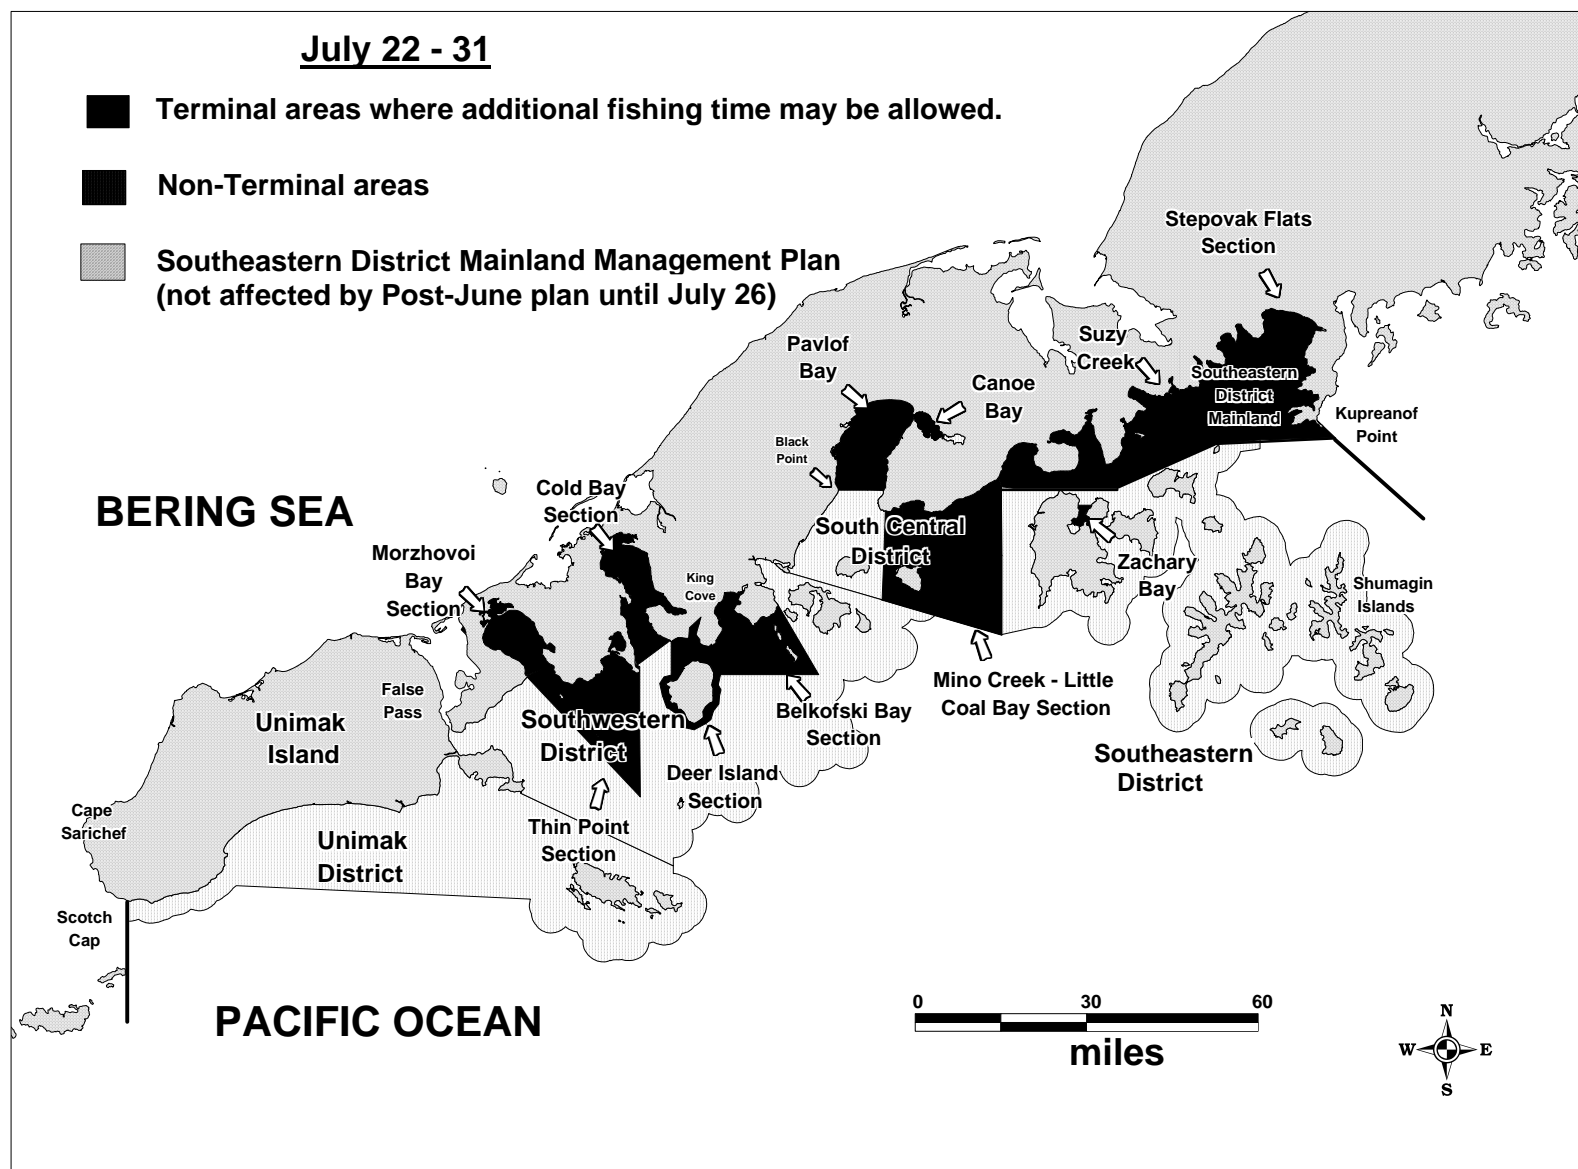 July 22 - 31
Terminal areas where additional fishing time may be allowed.
Non-Terminal areas
Southeastern District Mainland Management Plan
(not affected by Post-June plan until July 26)
Stepovak Flats
Section
Suzy
Creek
Pavlof
Bay
Canoe
Bay
Southeastern
District
Mainland
Kupreanof
Point
Black
Point
Cold Bay
Section
BERING SEA
South Central
District
Morzhovoi
Bay
Section
Zachary
Bay
King
Cove
Shumagin
Islands
False
Pass
Mino Creek - Little
Coal Bay Section
Unimak
Island
Southwestern
District
Belkofski Bay
Section
Southeastern
District
Deer Island
Section
Cape
Sarichef
Thin Point
Section
Unimak
District
Scotch
Cap
PACIFIC OCEAN
0 30 60
miles
N
W E
S